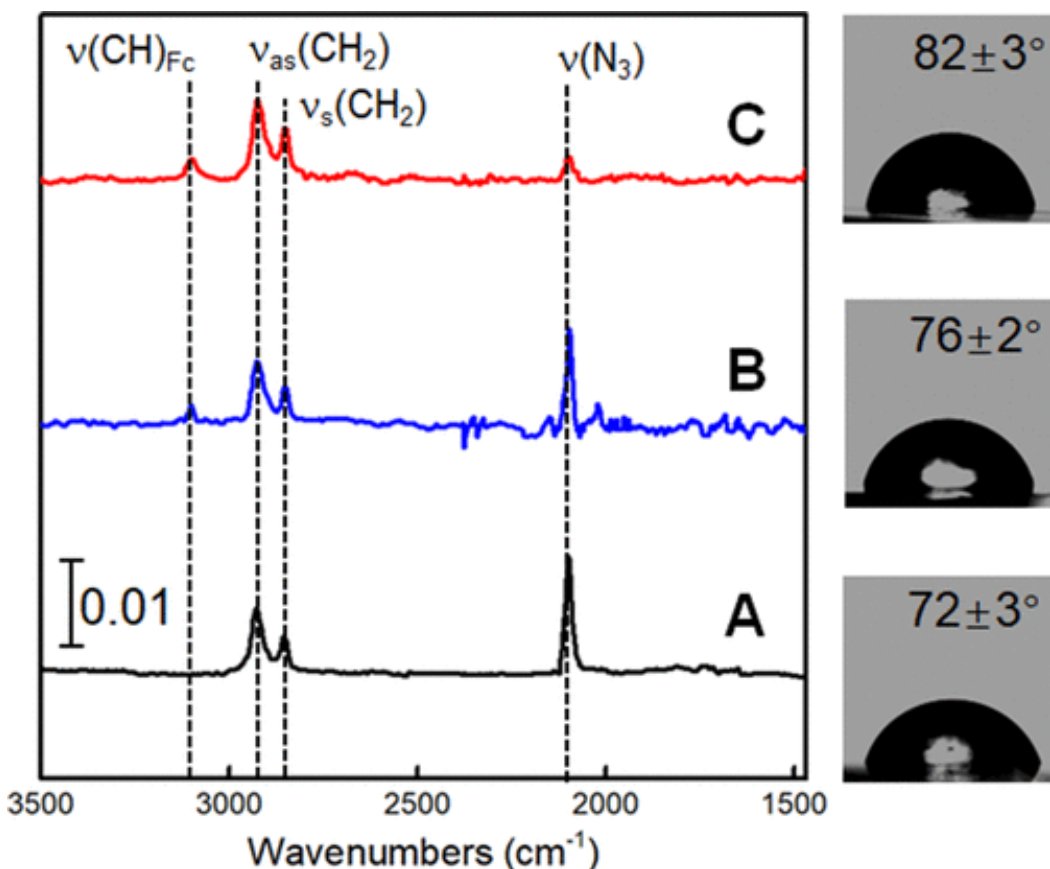 ν(CH)Fc
νas(CH2)
νs(CH2)
ν(N3)
C
B
A
0.01
3500 3000 2500 2000 1500
Wavenumbers (cm-1)
82±3°
76±2°
72±3°